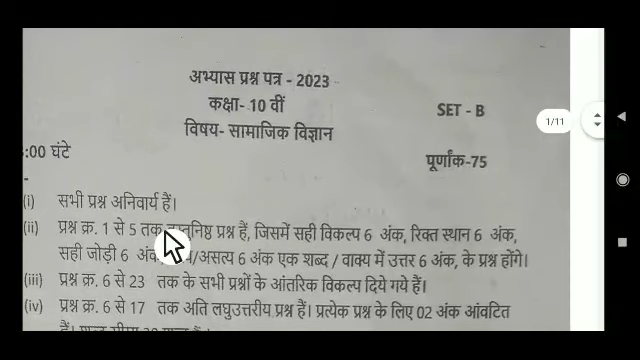 अभ्यास प्रश्न पत्र - 2023
कक्षा- 10 वीं
SET - B
1/11
विषय- सामाजिक विज्ञान
:00 घंटे
पूर्णांक-75
(i) सभी प्रश्न अनिवार्य हैं।
(ii) प्रश्न क्र. 1 से 5 तक प्रश्न हैं, जिसमें सही विकल्प 6 अंक, रिक्त स्थान 6 अंक,
सही जोड़ी 6 /असत्य 6 अंक एक शब्द / वाक्य में उत्तर 6 अंक, के प्रश्न होंगे।
(iii) प्रश्न क्र. 6 से 23 तक के सभी प्रश्नों के आंतरिक विकल्प दिये गये हैं।
(iv) प्रश्न क्र. 6 से 17 तक अति लघुउत्तरीय प्रश्न हैं। प्रत्येक प्रश्न के लिए 02 अंक आंवटित